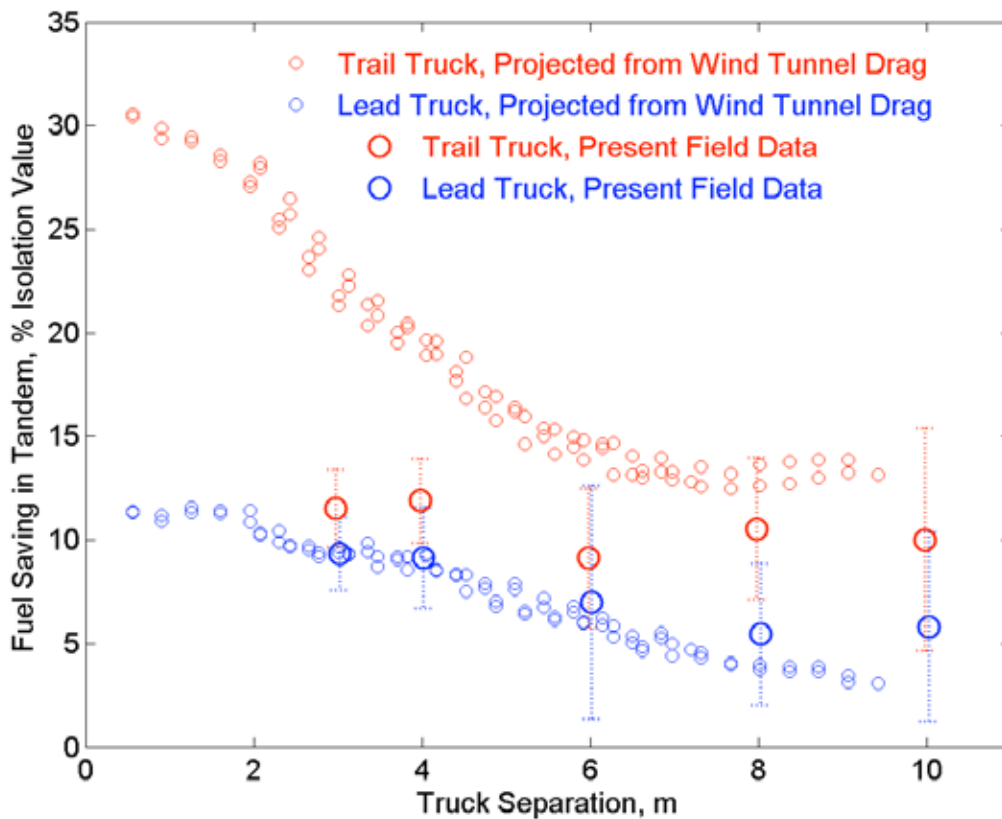 35
30
25
20
15
10
5
0
Fuel Saving in Tandem, % Isolation Value
Trail Truck, Projected from Wind Tunnel Drag
Lead Truck, Projected from Wind Tunnel Drag
Trail Truck, Present Field Data
Lead Truck, Present Field Data
0 2 4 6 8 10
Truck Separation, m